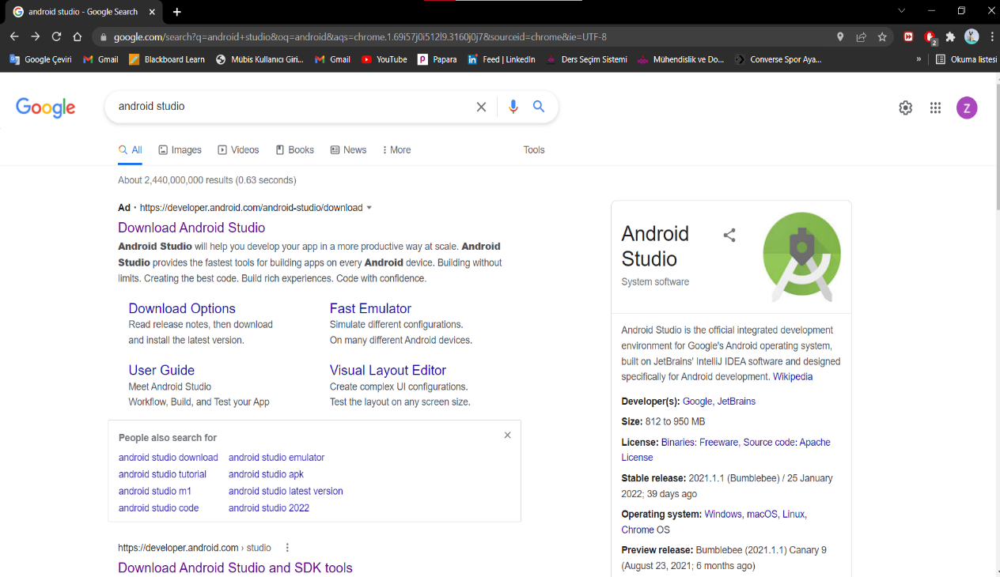 android studio - Google Search
google.com/search?q=android+studio&oq=android&aqs=chrome.1.69i57j0i512l9.3160j0j7&sourceid=chrome&ie=UTF-8
2
Google Çeviri Gmail Blackboard Learn Mübis Kullanıcı Giri... Gmail YouTube Papara Feed | LinkedIn Ders Seçim Sistemi Mühendislik ve Do... Converse Spor Aya... » Okuma listesi
Google
android studio
Z
All Images Videos Books News More Tools
About 2,440,000,000 results (0.63 seconds)
Ad · https://developer.android.com/android-studio/download
Download Android Studio
Android Studio will help you develop your app in a more productive way at scale. Android
Studio provides the fastest tools for building apps on every Android device. Building without
limits. Creating the best code. Build rich experiences. Code with confidence.
Download Options
Read release notes, then download
and install the latest version.
Fast Emulator
Simulate different configurations.
On many different Android devices.
User Guide
Meet Android Studio
Workflow, Build, and Test your App
Visual Layout Editor
Create complex UI configurations.
Test the layout on any screen size.
People also search for
android studio download android studio emulator
android studio tutorial android studio apk
android studio m1 android studio latest version
android studio code android studio 2022
https://developer.android.com › studio
Download Android Studio and SDK tools
Android
Studio
System software
Android Studio is the official integrated development
environment for Google's Android operating system,
built on JetBrains' IntelliJ IDEA software and designed
specifically for Android development. Wikipedia
Developer(s): Google, JetBrains
Size: 812 to 950 MB
License: Binaries: Freeware, Source code: Apache
License
Stable release: 2021.1.1 (Bumblebee) / 25 January
2022; 39 days ago
Operating system: Windows, macOS, Linux,
Chrome OS
Preview release: Bumblebee (2021.1.1) Canary 9
(August 23, 2021; 6 months ago)